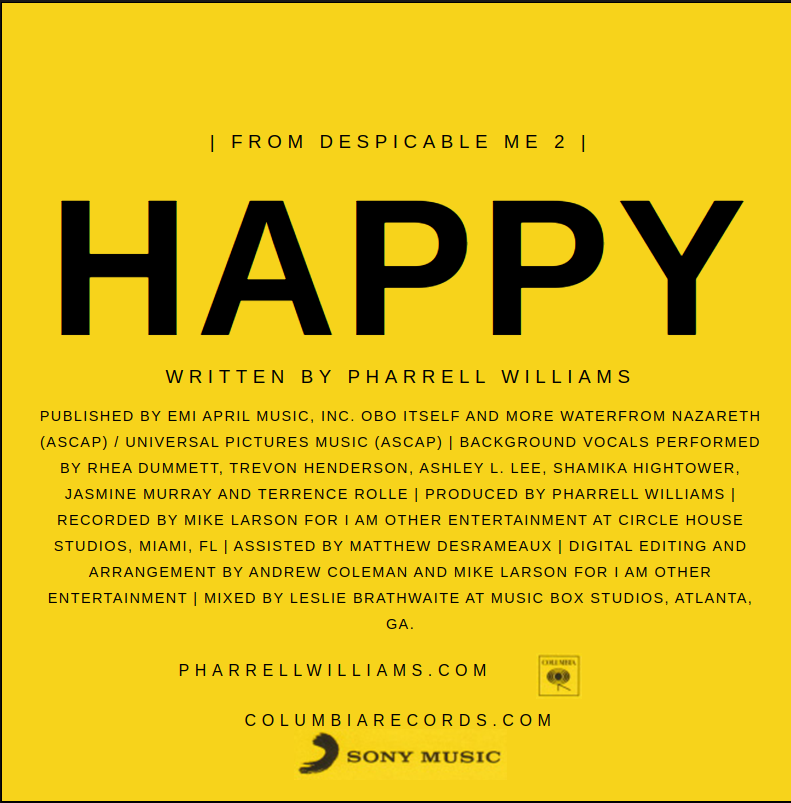 | FROM DESPICABLE ME 2 |
HAPPY
WRITTEN BY PHARRELL WILLIAMS
PUBLISHED BY EMI APRIL MUSIC, INC. OBO ITSELF AND MORE WATERFROM NAZARETH
(ASCAP) / UNIVERSAL PICTURES MUSIC (ASCAP) | BACKGROUND VOCALS PERFORMED
BY RHEA DUMMETT, TREVON HENDERSON, ASHLEY L. LEE, SHAMIKA HIGHTOWER,
JASMINE MURRAY AND TERRENCE ROLLE | PRODUCED BY PHARRELL WILLIAMS |
RECORDED BY MIKE LARSON FOR I AM OTHER ENTERTAINMENT AT CIRCLE HOUSE
STUDIOS, MIAMI, FL | ASSISTED BY MATTHEW DESRAMEAUX | DIGITAL EDITING AND
ARRANGEMENT BY ANDREW COLEMAN AND MIKE LARSON FOR I AM OTHER
ENTERTAINMENT | MIXED BY LESLIE BRATHWAITE AT MUSIC BOX STUDIOS, ATLANTA,
GA.
PHARRELLWILLIAMS.COM
COLUMBIA
COLUMBIARECORDS.COM
SONY MUSIC